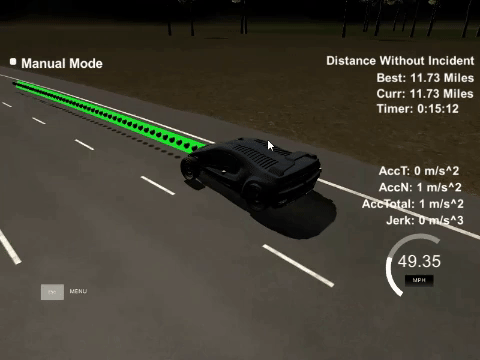 Manual Mode
Distance Without Incident
Best: 11.73 Miles
Curr: 11.73 Miles
Timer: 0:15:12
AccT: 0 m/s^2
AccN: 1 m/s^2
AccTotal: 1 m/s^2
Jerk: 0 m/s^3
49.35
MPH
MENU